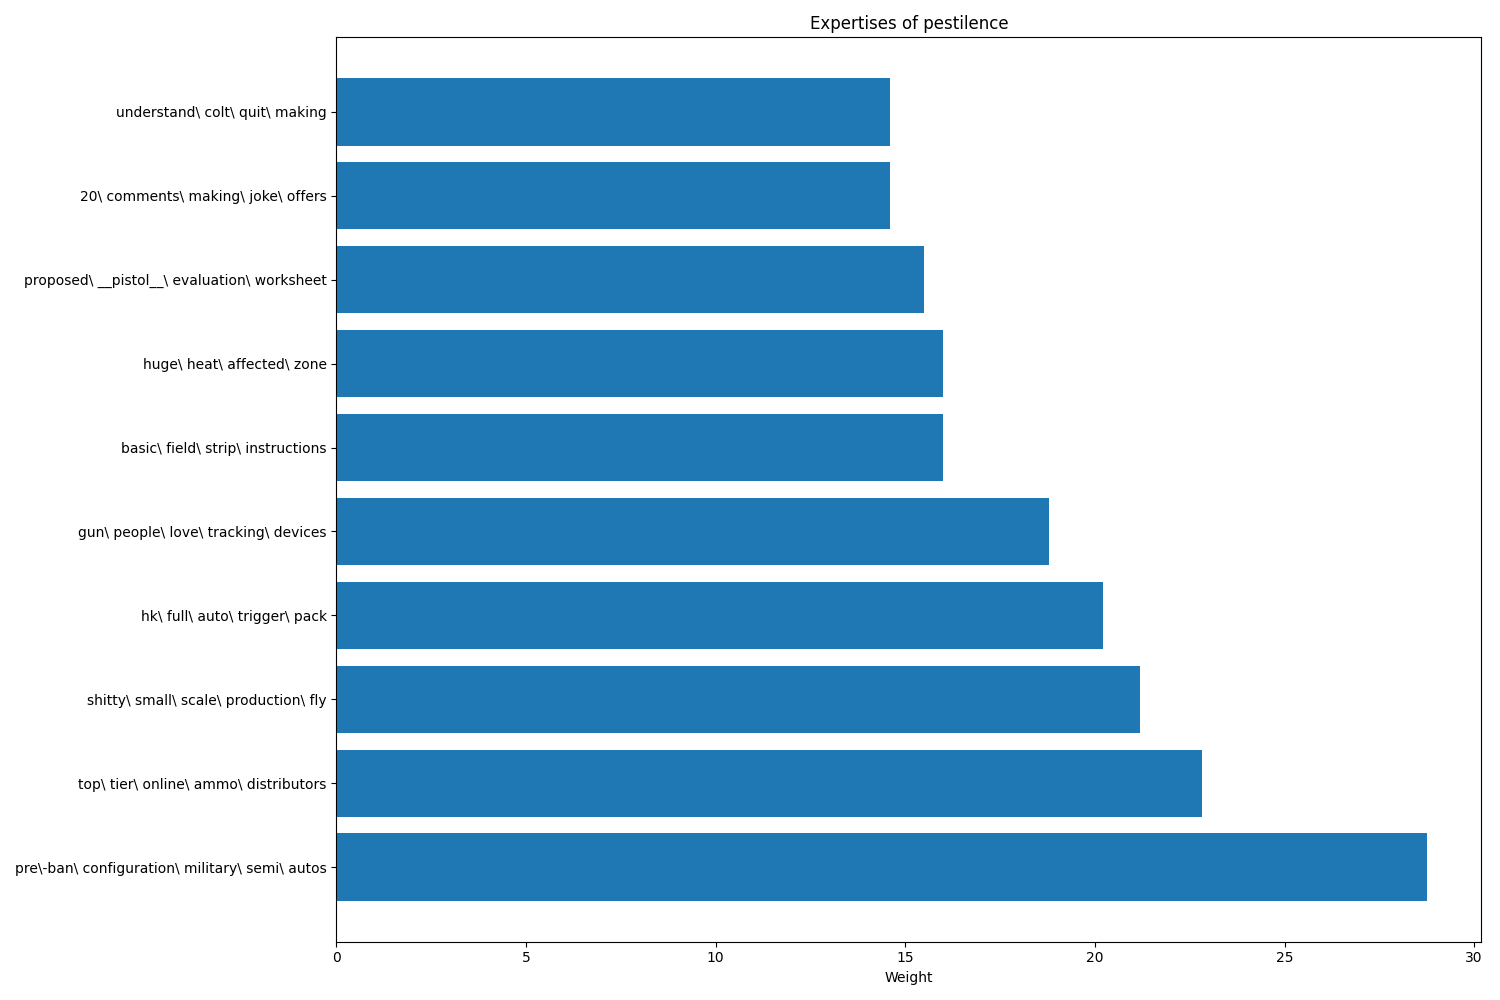 Expertises of pestilence
understand\ colt\ quit\ making
20\ comments\ making\ joke\ offers
proposed\ __pistol__\ evaluation\ worksheet
huge\ heat\ affected\ zone
basic\ field\ strip\ instructions
gun\ people\ love\ tracking\ devices
hk\ full\ auto\ trigger\ pack
shitty\ small\ scale\ production\ fly
top\ tier\ online\ ammo\ distributors
pre\-ban\ configuration\ military\ semi\ autos
0 5 10 15 20 25 30
Weight